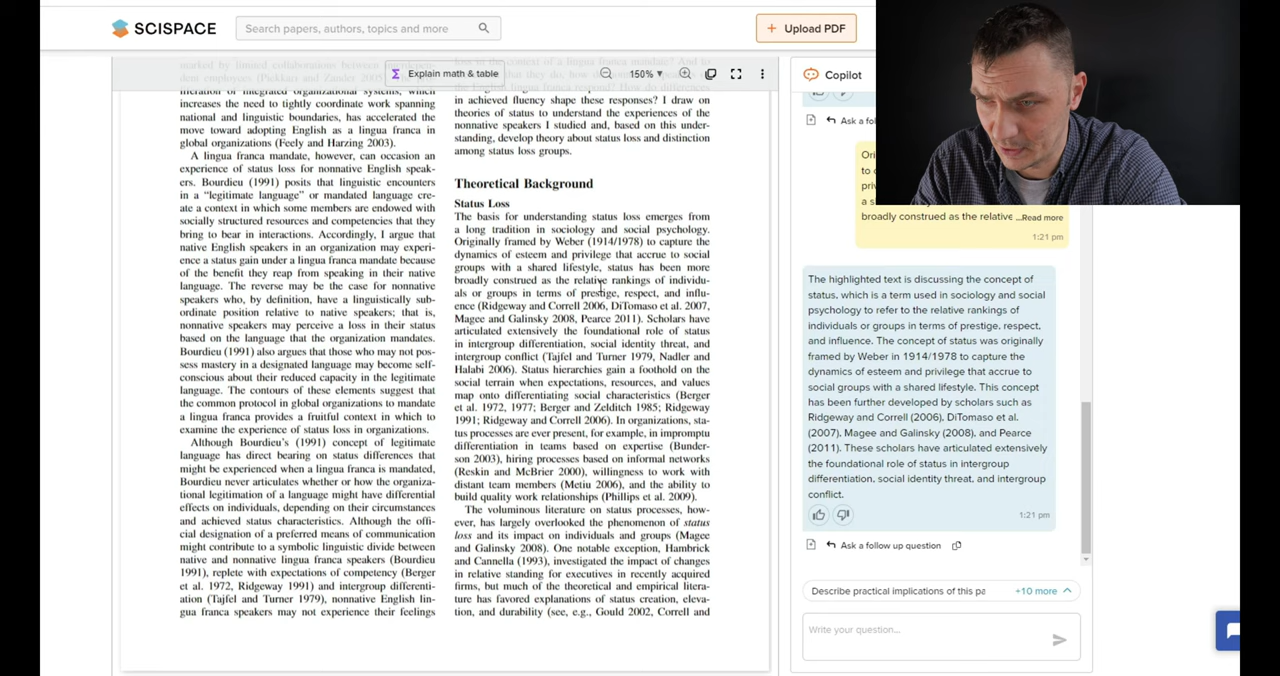 SCISPACE
Search papers, authors, topics and more
+ Upload PDF
Explain math & table
150%
marked by limited collaborations between
dent employees (Piekkari and Zander 2005
of integrated organizational systems, which
increases the need to tightly coordinate work spanning
national and linguistic boundaries, has accelerated the
move toward adopting English as a lingua franca in
global organizations (Feely and Harzing 2003).
A lingua franca mandate, however, can occasion an
experience of status loss for nonnative English speak-
ers. Bourdieu (1991) posits that linguistic encounters
in a “legitimate language” or mandated language cre-
ate a context in which some members are endowed with
socially structured resources and competencies that they
bring to bear in interactions. Accordingly, I argue that
native English speakers in an organization may experi-
ence a status gain under a lingua franca mandate because
of the benefit they reap from speaking in their native
language. The reverse may be the case for nonnative
speakers who, by definition, have a linguistically sub-
ordinate position relative to native speakers; that is,
nonnative speakers may perceive a loss in their status
based on the language that the organization mandates.
Bourdieu (1991) also argues that those who may not pos-
sess mastery in a designated language may become self-
conscious about their reduced capacity in the legitimate
language. The contours of these elements suggest that
the common protocol in global organizations to mandate
a lingua franca provides a fruitful context in which to
examine the experience of status loss in organizations.
Although Bourdieu’s (1991) concept of legitimate
language has direct bearing on status differences that
might be experienced when a lingua franca is mandated,
Bourdieu never articulates whether or how the organiza-
tional legitimation of a language might have differential
effects on individuals, depending on their circumstances
and achieved status characteristics. Although the offi-
cial designation of a preferred means of communication
might contribute to a symbolic linguistic divide between
native and nonnative lingua franca speakers (Bourdieu
1991), replete with expectations of competency (Berger
et al. 1972, Ridgeway 1991) and intergroup differenti-
ation (Tajfel and Turner 1979), nonnative English lin-
gua franca speakers may not experience their feelings
loss in the context of a lingua franca mandate? And to
that they do, how do
in achieved fluency shape these responses? I draw on
theories of status to understand the experiences of the
nonnative speakers I studied and, based on this under-
standing, develop theory about status loss and distinction
among status loss groups.
Theoretical Background
Status Loss
The basis for understanding status loss emerges from
a long tradition in sociology and social psychology.
Originally framed by Weber (1914/1978) to capture the
dynamics of esteem and privilege that accrue to social
groups with a shared lifestyle, status has been more
broadly construed as the relative rankings of individu-
als or groups in terms of prestige, respect, and influ-
ence (Ridgeway and Correll 2006, DiTomaso et al. 2007,
Magee and Galinsky 2008, Pearce 2011). Scholars have
articulated extensively the foundational role of status
in intergroup differentiation, social identity threat, and
intergroup conflict (Tajfel and Turner 1979, Nadler and
Halabi 2006). Status hierarchies gain a foothold on the
social terrain when expectations, resources, and values
map onto differentiating social characteristics (Berger
et al. 1972, 1977; Berger and Zelditch 1985; Ridgeway
1991; Ridgeway and Correll 2006). In organizations, sta-
tus processes are ever present, for example, in impromptu
differentiation in teams based on expertise (Bunder-
son 2003), hiring processes based on informal networks
(Reskin and McBrier 2000), willingness to work with
distant team members (Metiu 2006), and the ability to
build quality work relationships (Phillips et al. 2009).
The voluminous literature on status processes, how-
ever, has largely overlooked the phenomenon of status
loss and its impact on individuals and groups (Magee
and Galinsky 2008). One notable exception, Hambrick
and Cannella (1993), investigated the impact of changes
in relative standing for executives in recently acquired
firms, but much of the theoretical and empirical litera-
ture has favored explanations of status creation, eleva-
tion, and durability (see, e.g., Gould 2002, Correll and
Copilot
Ask a fo
Ori
to c
priv
a s
broadly construed as the relative ...Read more
1:21 pm
The highlighted text is discussing the concept of
status, which is a term used in sociology and social
psychology to refer to the relative rankings of
individuals or groups in terms of prestige, respect,
and influence. The concept of status was originally
framed by Weber in 1914/1978 to capture the
dynamics of esteem and privilege that accrue to
social groups with a shared lifestyle. This concept
has been further developed by scholars such as
Ridgeway and Correll (2006), DiTomaso et al.
(2007), Magee and Galinsky (2008), and Pearce
(2011). These scholars have articulated extensively
the foundational role of status in intergroup
differentiation, social identity threat, and intergroup
conflict.
1:21 pm
Ask a follow up question
Describe practical implications of this pa
+10 more
Write your question...